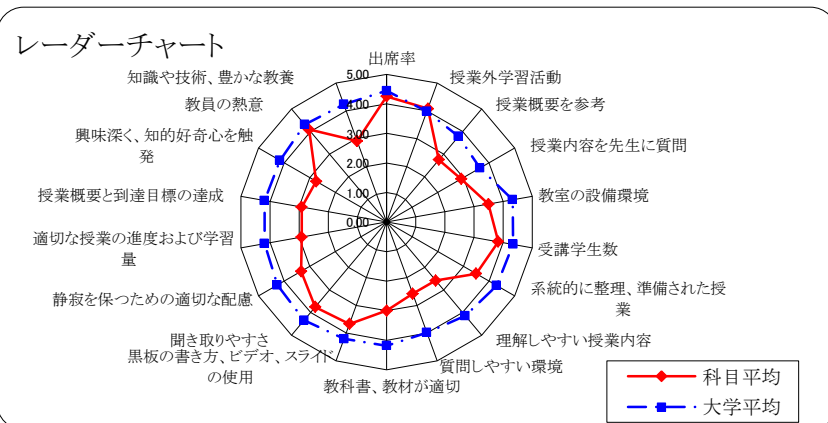 レーダーチャート
出席率
授業外学習活動
授業概要を参考
授業内容を先生に質問
教室の設備環境
受講学生数
系統的に整理、準備された授
業
理解しやすい授業内容
質問しやすい環境
教科書、教材が適切
黒板の書き方、ビデオ、スライド
の使用
聞き取りやすさ
静寂を保つための適切な配慮
適切な授業の進度および学習
量
授業概要と到達目標の達成
興味深く、知的好奇心を触
発
教員の熱意
知識や技術、豊かな教養
5.00
4.00
3.00
2.00
1.00
0.00
科目平均
大学平均